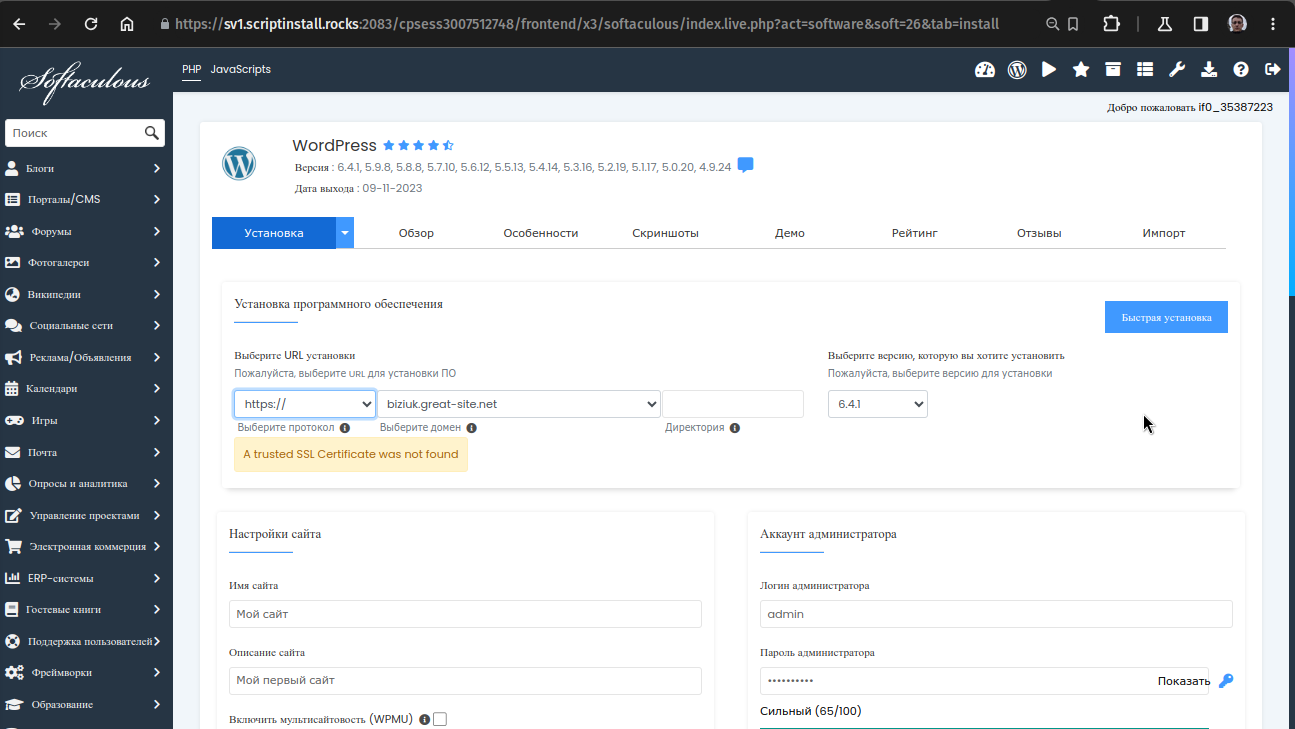 https://sv1.scriptinstall.rocks:2083/cpsess3007512748/frontend/x3/softaculous/index.live.php?act=software&soft=26&tab=install
Softaculous
PHP JavaScripts
Добро пожаловать if0_35387223
Поиск
Блоги
Порталы/CMS
Форумы
Фотогалереи
Википедии
Социальные сети
Реклама/Объявления
Календари
Игры
Почта
Опросы и аналитика
Управление проектами
Электронная коммерция
ERP-системы
Гостевые книги
Поддержка пользователей
Фреймворки
Образование
WordPress
Версия : 6.4.1, 5.9.8, 5.8.8, 5.7.10, 5.6.12, 5.5.13, 5.4.14, 5.3.16, 5.2.19, 5.1.17, 5.0.20, 4.9.24
Дата выхода : 09-11-2023
Установка Обзор Особенности Скриншоты Демо Рейтинг Отзывы Импорт
Установка программного обеспечения
Быстрая установка
Выберите URL установки
Пожалуйста, выберите URL для установки ПО
https:// biziuk.great-site.net
Выберите протокол Выберите домен Директория
A trusted SSL Certificate was not found
Выберите версию, которую вы хотите установить
Пожалуйста, выберите версию для установки
6.4.1
Настройки сайта
Имя сайта
Мой сайт
Описание сайта
Мой первый сайт
Включить мультисайтовость (WPMU)
Аккаунт администратора
Логин администратора
admin
Пароль администратора
•••••••••• Показать
Сильный (65/100)